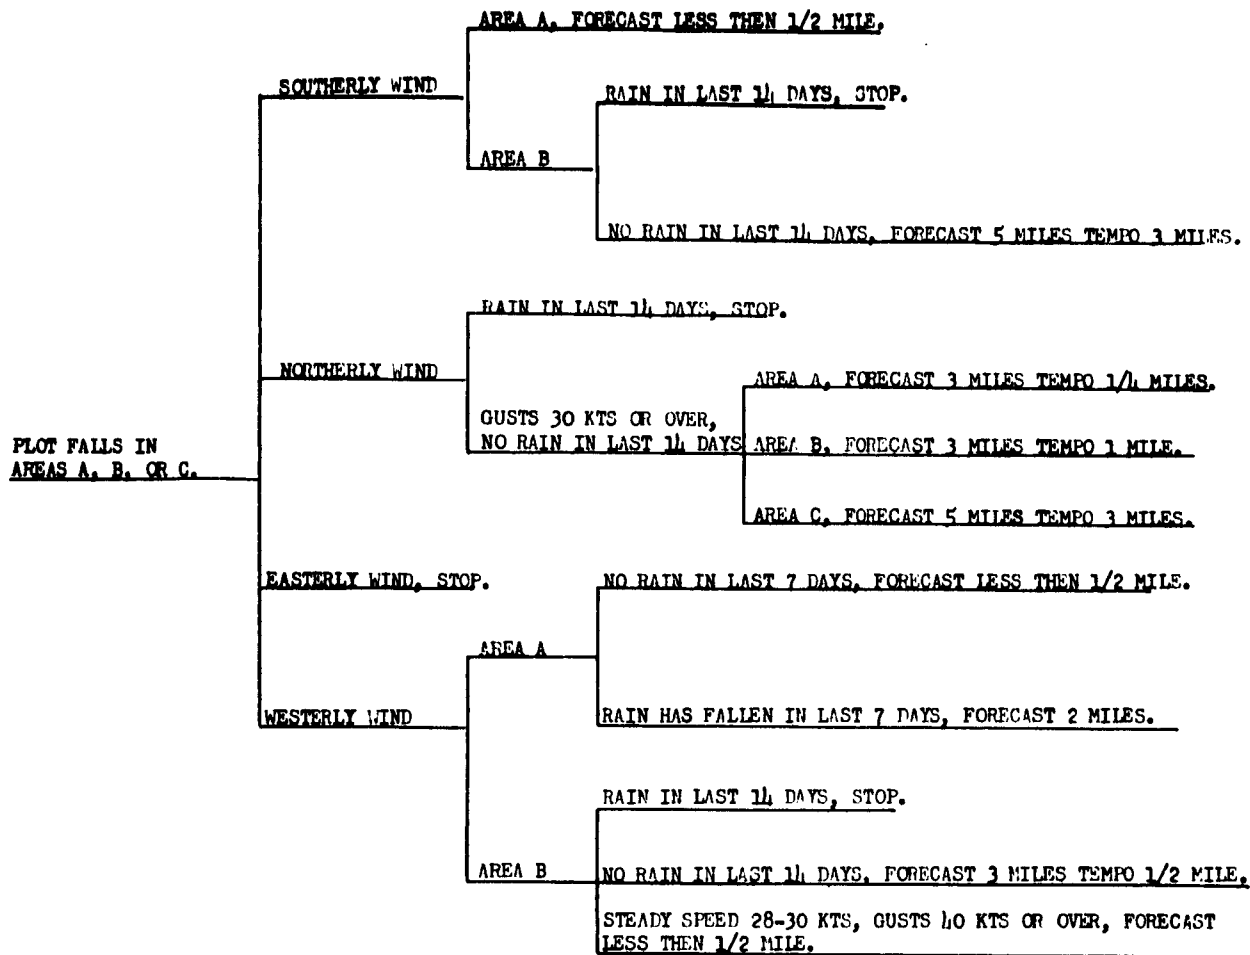 AREA A, FORECAST LESS THEN 1/2 MILE.
SOUTHERLY WIND
RAIN IN LAST 14 DAYS, STOP.
AREA B
NO RAIN IN LAST 14 DAYS, FORECAST 5 MILES TEMPO 3 MILES.
RAIN IN LAST 14 DAYS, STOP.
NORTHERLY WIND
AREA A, FORECAST 3 MILES TEMPO 1/4 MILES.
GUSTS 30 KTS OR OVER,
NO RAIN IN LAST 14 DAYS
AREA B, FORECAST 3 MILES TEMPO 1 MILE.
PLOT FALLS IN
AREAS A, B, OR C.
AREA C, FORECAST 5 MILES TEMPO 3 MILES.
EASTERLY WIND, STOP.
NO RAIN IN LAST 7 DAYS, FORECAST LESS THEN 1/2 MILE.
AREA A
WESTERLY WIND
RAIN HAS FALLEN IN LAST 7 DAYS, FORECAST 2 MILES.
RAIN IN LAST 14 DAYS, STOP.
AREA B
NO RAIN IN LAST 14 DAYS, FORECAST 3 MILES TEMPO 1/2 MILE.
STEADY SPEED 28-30 KTS, GUSTS 40 KTS OR OVER, FORECAST
LESS THEN 1/2 MILE.